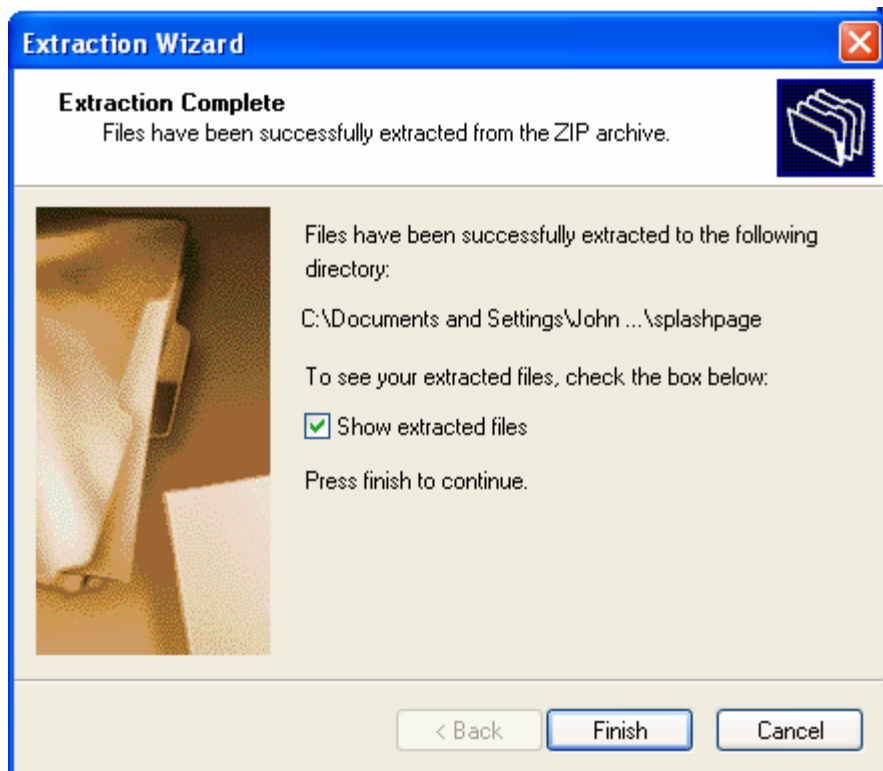 Extraction Wizard
Extraction Complete
Files have been successfully extracted from the ZIP archive.
Files have been successfully extracted to the following
directory:
C:\Documents and Settings\John ...\splashpage
To see your extracted files, check the box below:
Show extracted files
Press finish to continue.
< Back
Finish
Cancel